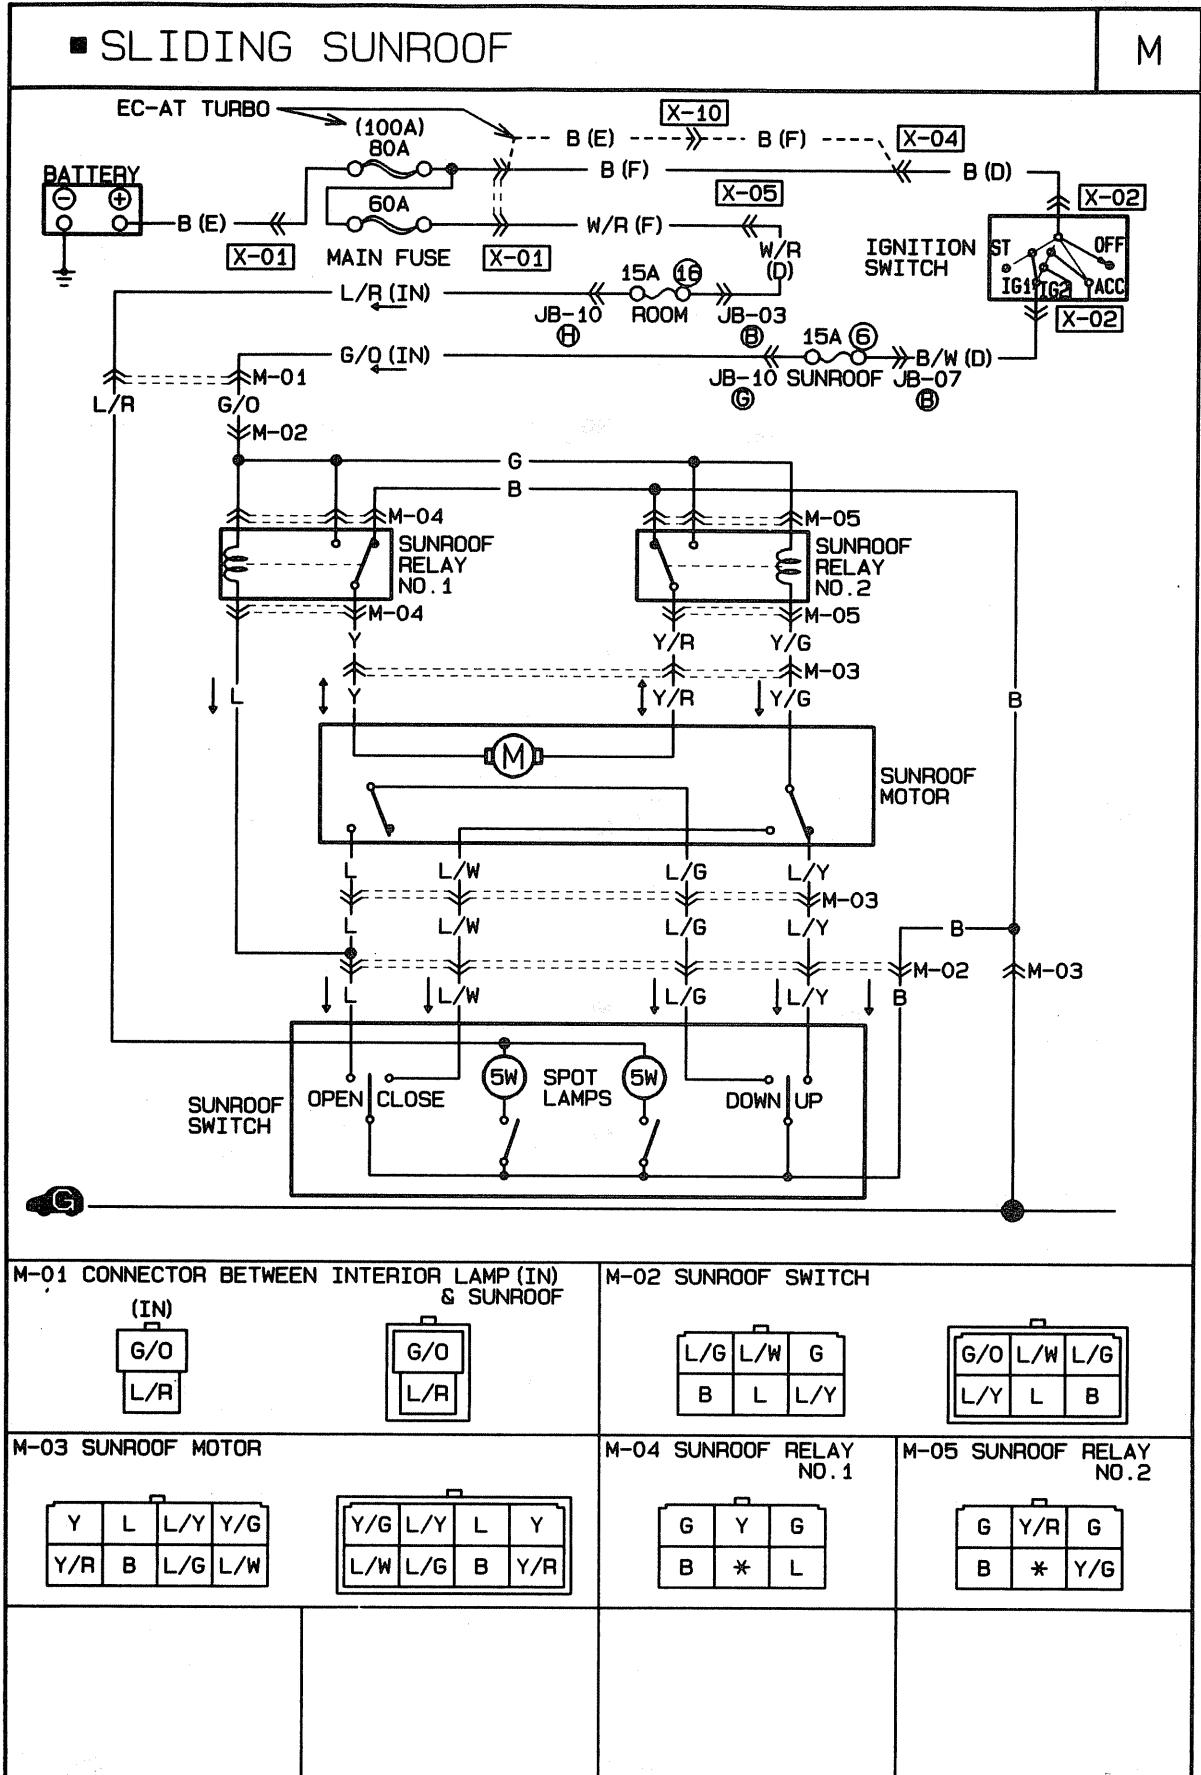 ■ SLIDING SUNROOF
M
EC-AT TURBO
(100A)
80A
B (E)
X-10
B (F)
X-04
BATTERY
B (F)
B (D)
X-05
X-02
60A
B (E)
W/R (F)
X-01
MAIN FUSE
X-01
W/R
(D)
IGNITION
SWITCH
ST
OFF
IG1
IG2
ACC
L/R (IN)
15A 16
JB-10
H
ROOM
JB-03
B
X-02
15A 6
G/O (IN)
B/W (D)
JB-10
G
SUNROOF
JB-07
B
M-01
L/R
G/O
M-02
G
B
M-04
M-05
SUNROOF
RELAY
NO.1
SUNROOF
RELAY
NO.2
M-04
M-05
Y
Y/R
Y/G
M-03
L
Y
Y/R
Y/G
B
M
SUNROOF
MOTOR
L
L/W
L/G
L/Y
M-03
L
L/W
L/G
L/Y
B
M-02
M-03
L
L/W
L/G
L/Y
B
5W
SPOT
LAMPS
5W
OPEN
CLOSE
DOWN
UP
SUNROOF
SWITCH
G
M-01 CONNECTOR BETWEEN INTERIOR LAMP (IN)
& SUNROOF
(IN)
G/O
L/R
G/O
L/R
M-02 SUNROOF SWITCH
L/G L/W G
B L L/Y
G/O L/W L/G
L/Y L B
M-03 SUNROOF MOTOR
Y L L/Y Y/G
Y/R B L/G L/W
Y/G L/Y L Y
L/W L/G B Y/R
M-04 SUNROOF RELAY
NO.1
G Y G
B * L
M-05 SUNROOF RELAY
NO.2
G Y/R G
B * Y/G